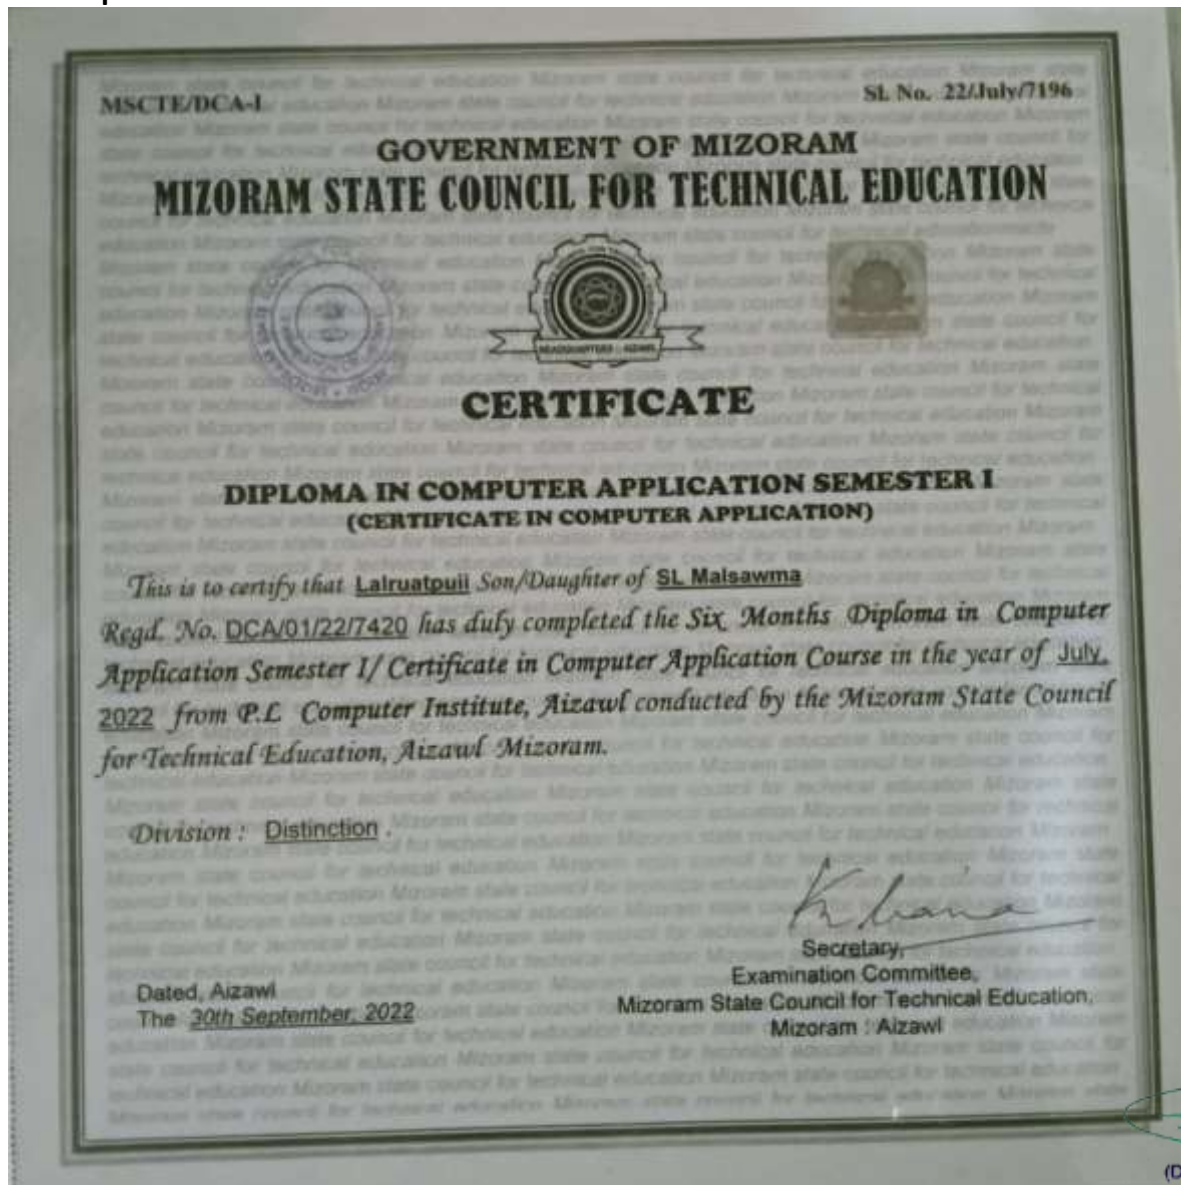 MSCTE/DCA-I
SL No. 22/July/7196
GOVERNMENT OF MIZORAM
MIZORAM STATE COUNCIL FOR TECHNICAL EDUCATION
HEADQUARTERS : AIZAWL
CERTIFICATE
DIPLOMA IN COMPUTER APPLICATION SEMESTER I
(CERTIFICATE IN COMPUTER APPLICATION)
This is to certify that Lalruatpuii Son/Daughter of SL Malsawma
Regd. No. DCA/01/22/7420 has duly completed the Six Months Diploma in Computer
Application Semester I/ Certificate in Computer Application Course in the year of July,
2022 from P.L Computer Institute, Aizawl conducted by the Mizoram State Council
for Technical Education, Aizawl Mizoram.
Division : Distinction .
Secretary,
Examination Committee,
Mizoram State Council for Technical Education,
Mizoram : Aizawl
Dated, Aizawl
The 30th September, 2022
(D